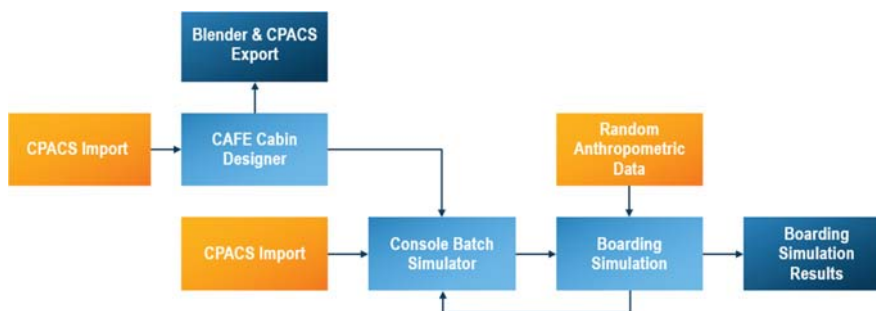 Blender & CPACS
Export
CPACS Import
CAFE Cabin
Designer
Random
Anthropometric
Data
CPACS Import
Console Batch
Simulator
Boarding
Simulation
Boarding
Simulation
Results